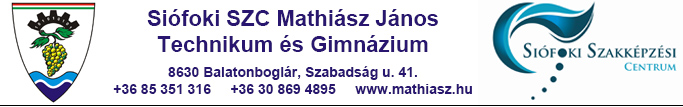 Siófoki SZC Mathiász János
Technikum és Gimnázium
8630 Balatonboglár, Szabadság u. 41.
+36 85 351 316 +36 30 869 4895 www.mathiasz.hu
SIÓFOKI SZAKKÉPZÉSI
CENTRUM